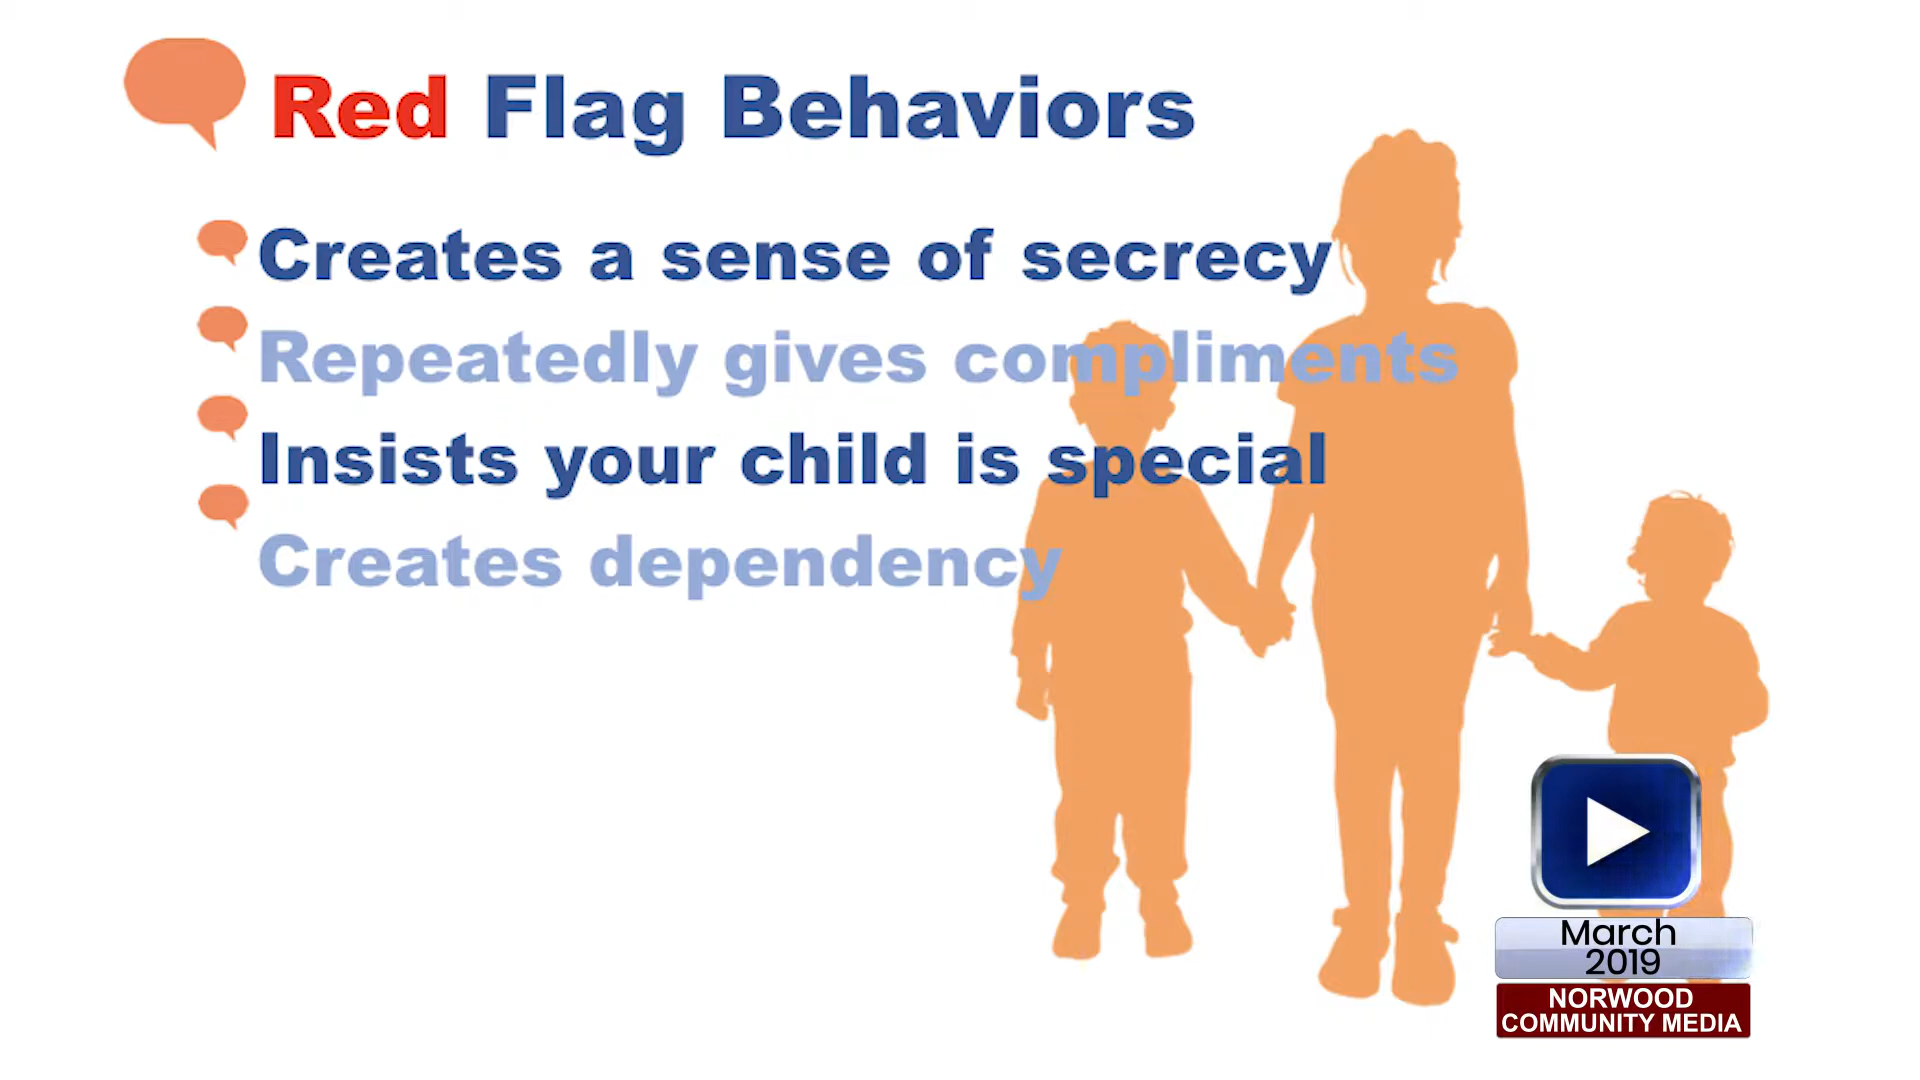 Red Flag Behaviors
Creates a sense of secrecy
Repeatedly gives compliments
Insists your child is special
Creates dependency
March
2019
NORWOOD
COMMUNITY MEDIA